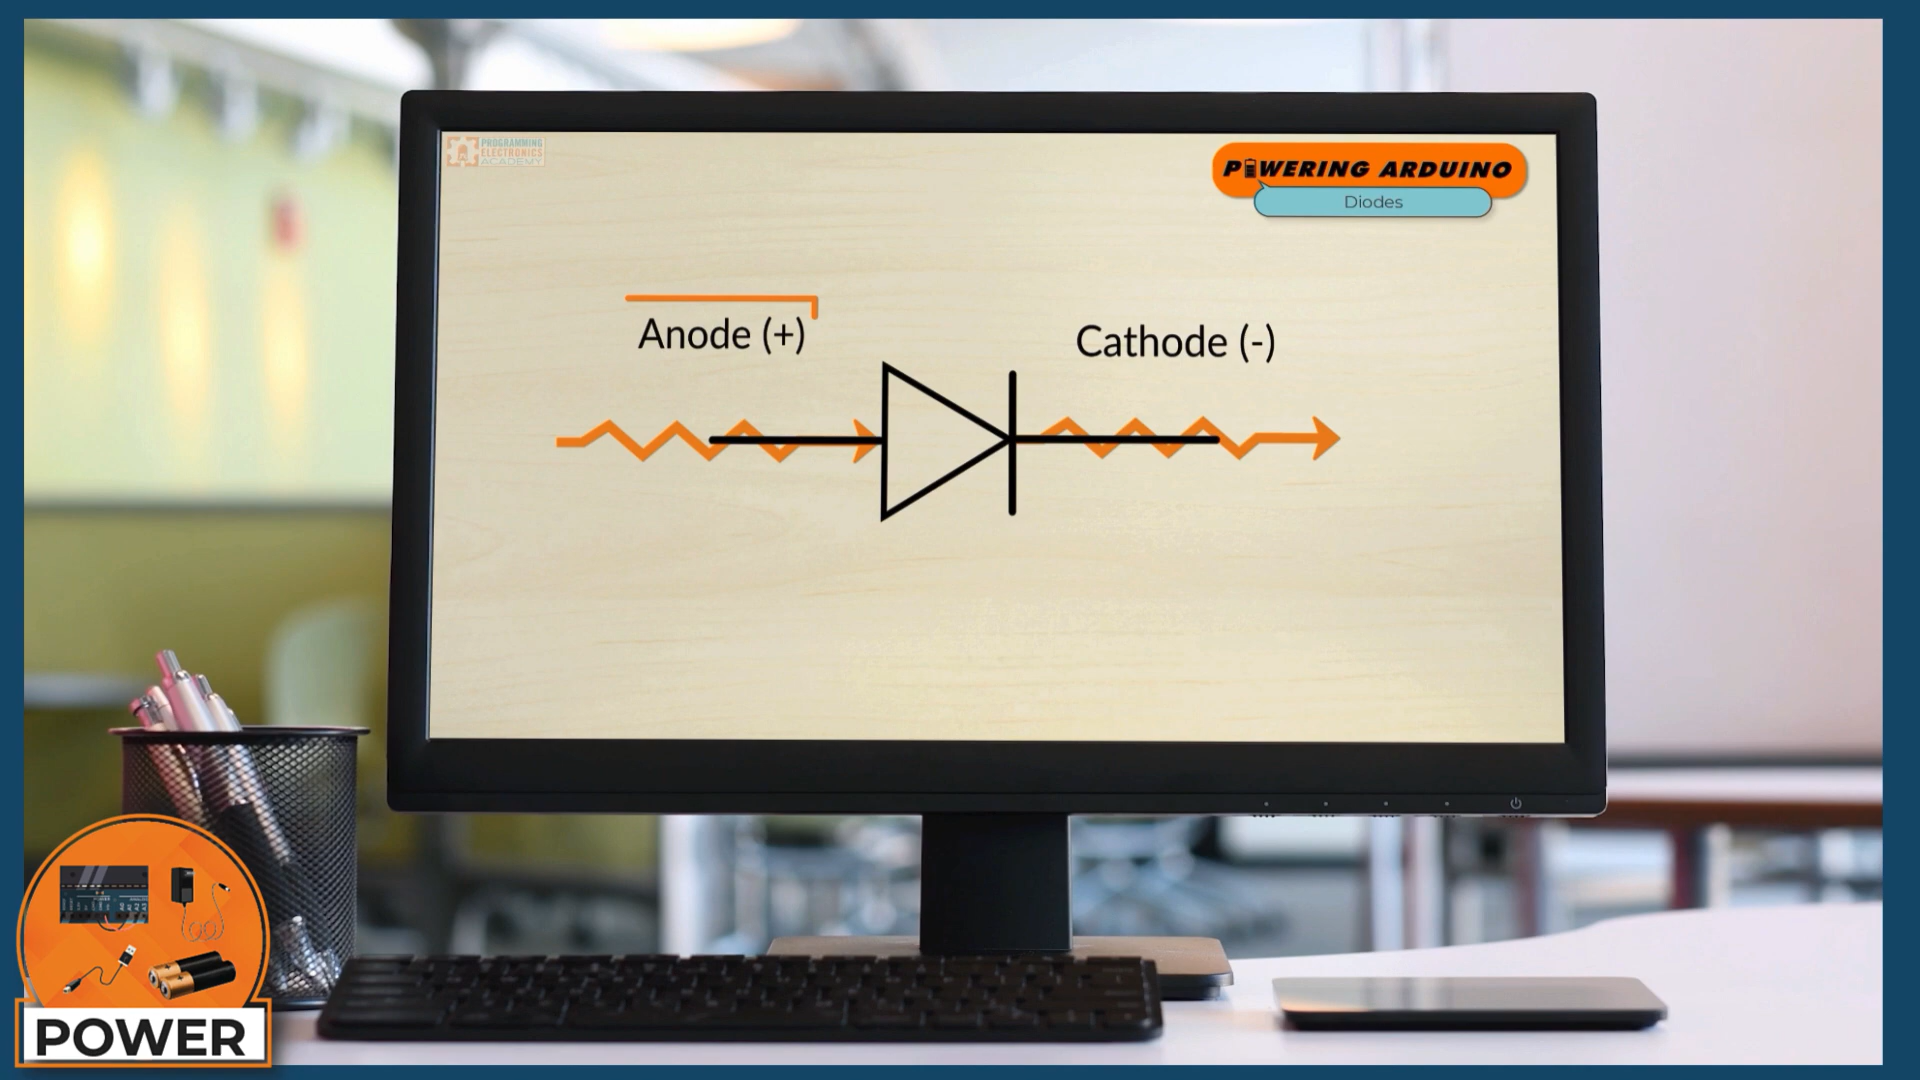 PROGRAMMING
ELECTRONICS
ACADEMY
POWERING ARDUINO
Diodes
Anode (+)
Cathode (-)
POWER